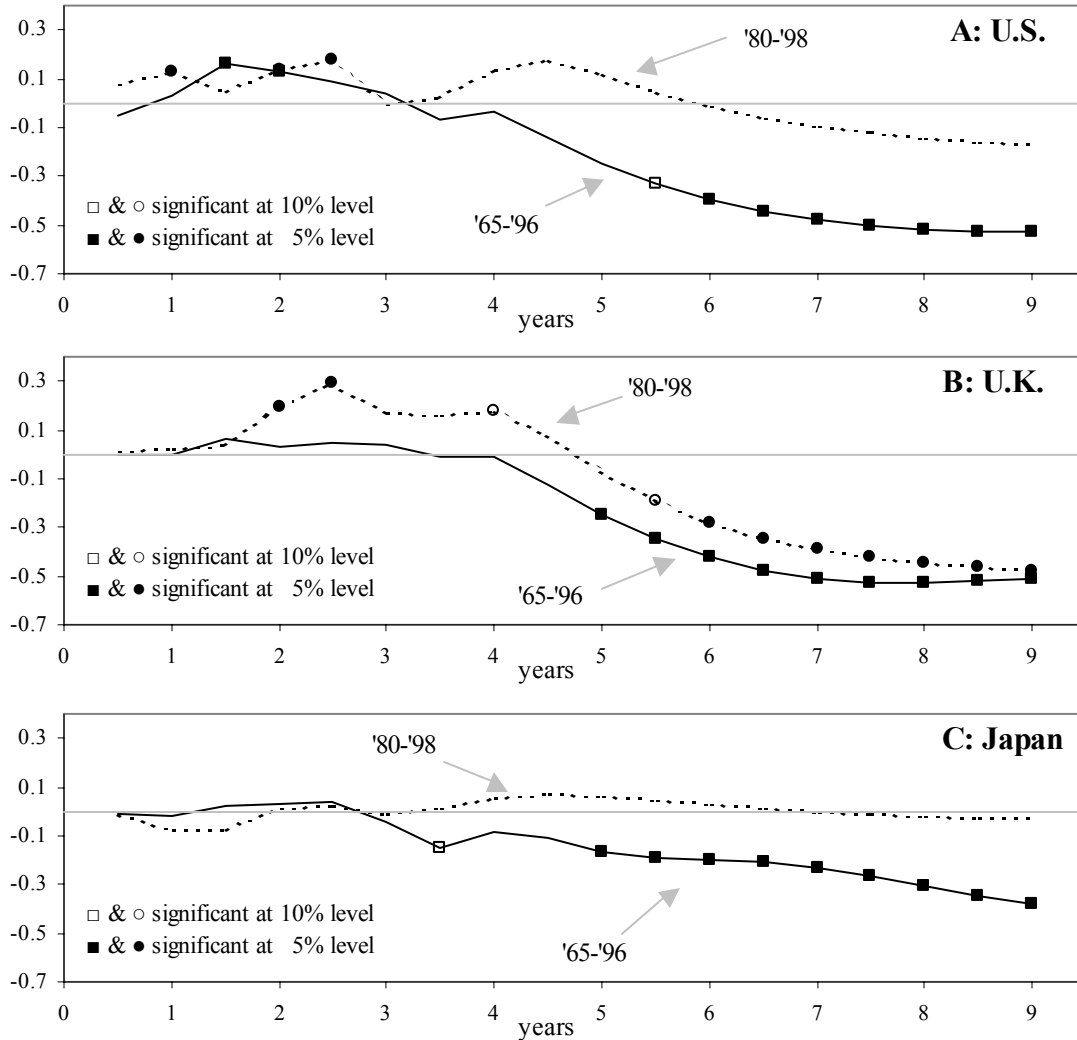 0.3
0.1
-0.1
-0.3
-0.5
-0.7
A: U.S.
'80-'98
'65-'96
□ & ○ significant at 10% level
■ & ● significant at 5% level
0 1 2 3 4 5 6 7 8 9
years
0.3
0.1
-0.1
-0.3
-0.5
-0.7
B: U.K.
'80-'98
'65-'96
□ & ○ significant at 10% level
■ & ● significant at 5% level
0 1 2 3 4 5 6 7 8 9
years
0.3
0.1
-0.1
-0.3
-0.5
-0.7
C: Japan
'80-'98
'65-'96
□ & ○ significant at 10% level
■ & ● significant at 5% level
0 1 2 3 4 5 6 7 8 9
years